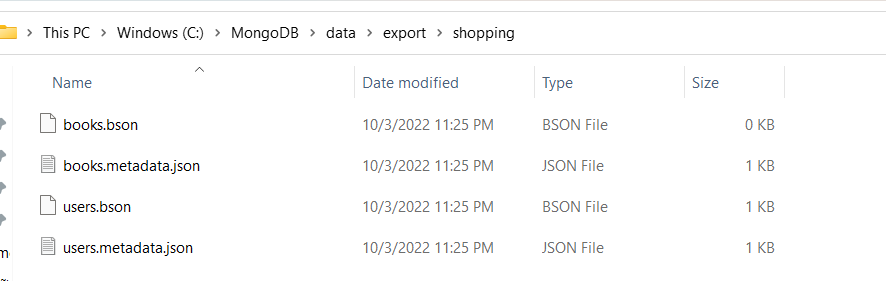 This PC > Windows (C:) > MongoDB > data > export > shopping
Name Date modified Type Size
books.bson 10/3/2022 11:25 PM BSON File 0 KB
books.metadata.json 10/3/2022 11:25 PM JSON File 1 KB
users.bson 10/3/2022 11:25 PM BSON File 1 KB
users.metadata.json 10/3/2022 11:25 PM JSON File 1 KB